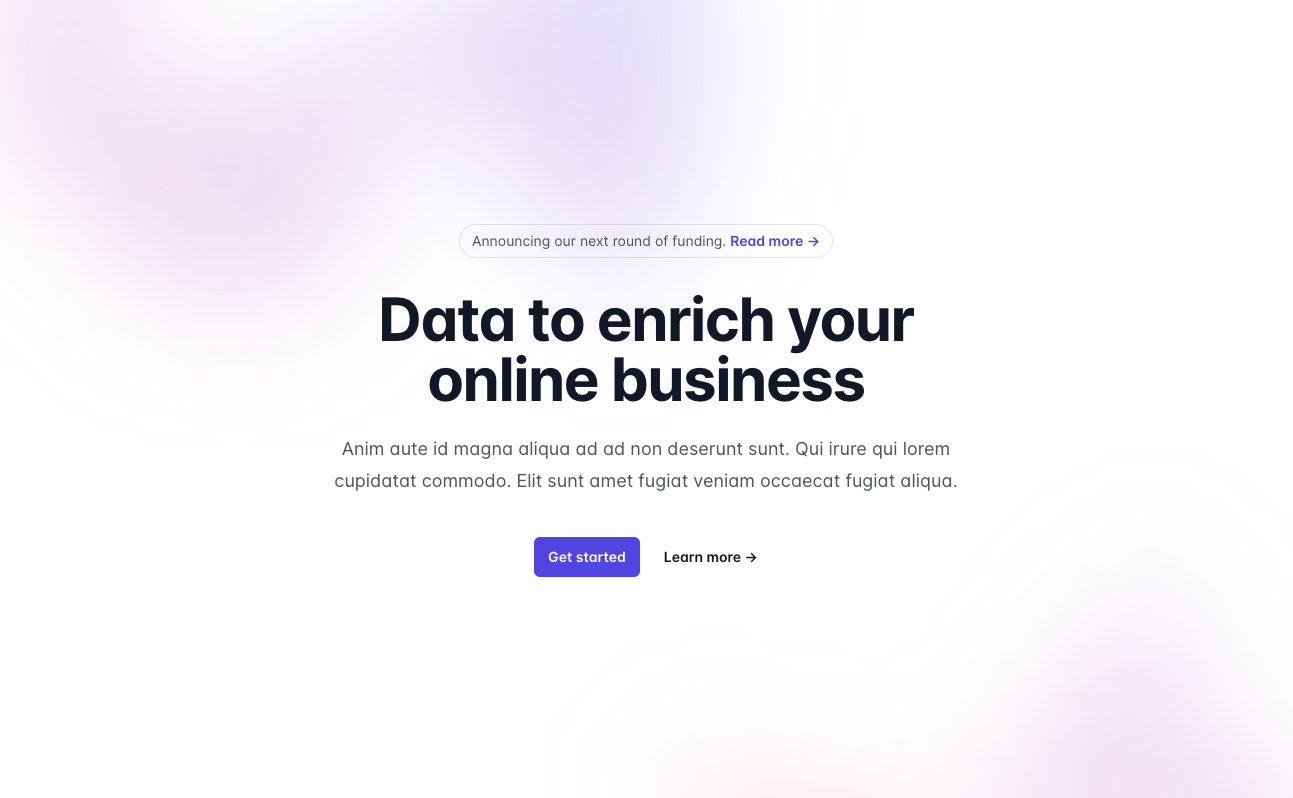 Announcing our next round of funding. Read more →
Data to enrich your
online business
Anim aute id magna aliqua ad ad non deserunt sunt. Qui irure qui lorem
cupidatat commodo. Elit sunt amet fugiat veniam occaecat fugiat aliqua.
Get started
Learn more →